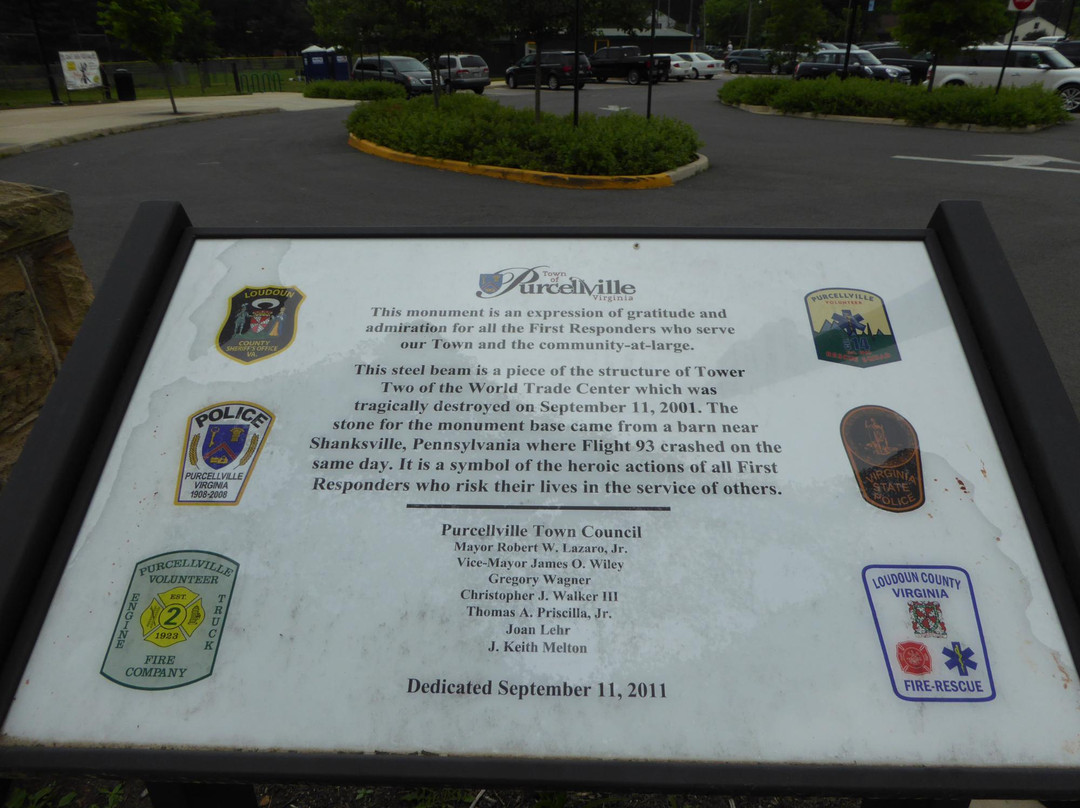 Town
of
Purcellville
Virginia
This monument is an expression of gratitude and
admiration for all the First Responders who serve
our Town and the community-at-large.
This steel beam is a piece of the structure of Tower
Two of the World Trade Center which was
tragically destroyed on September 11, 2001. The
stone for the monument base came from a barn near
Shanksville, Pennsylvania where Flight 93 crashed on the
same day. It is a symbol of the heroic actions of all First
Responders who risk their lives in the service of others.
Purcellville Town Council
Mayor Robert W. Lazaro, Jr.
Vice-Mayor James O. Wiley
Gregory Wagner
Christopher J. Walker III
Thomas A. Priscilla, Jr.
Joan Lehr
J. Keith Melton
Dedicated September 11, 2011
LOUDOUN
COUNTY
SHERIFF'S OFFICE
VA.
POLICE
PURCELLVILLE
VIRGINIA
1908-2008
PURCELLVILLE
VOLUNTEER
ENGINE
TRUCK
EST.
2
1923
FIRE
COMPANY
PURCELLVILLE
VOLUNTEER
RESCUE SQUAD
VIRGINIA
STATE
POLICE
LOUDOUN COUNTY
VIRGINIA
FIRE-RESCUE